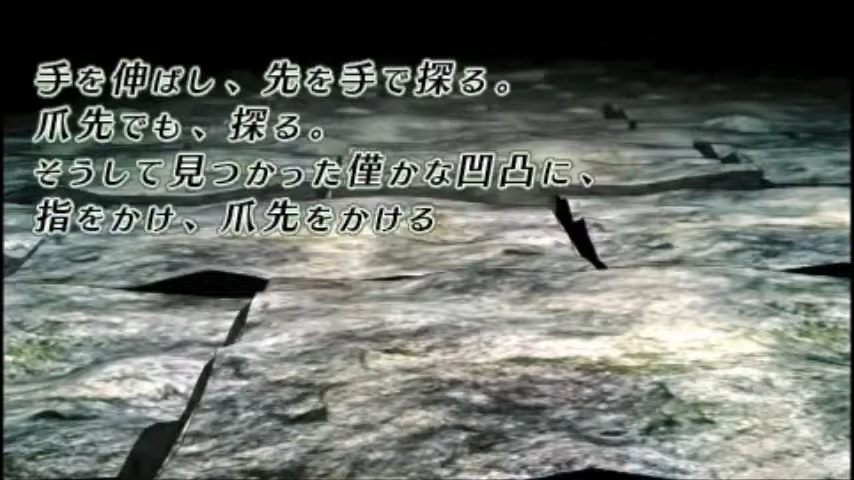 手を伸ばし、先を手で探る。
爪先でも、探る。
そうして見つかった僅かな凹凸に、
指をかけ、爪先をかける